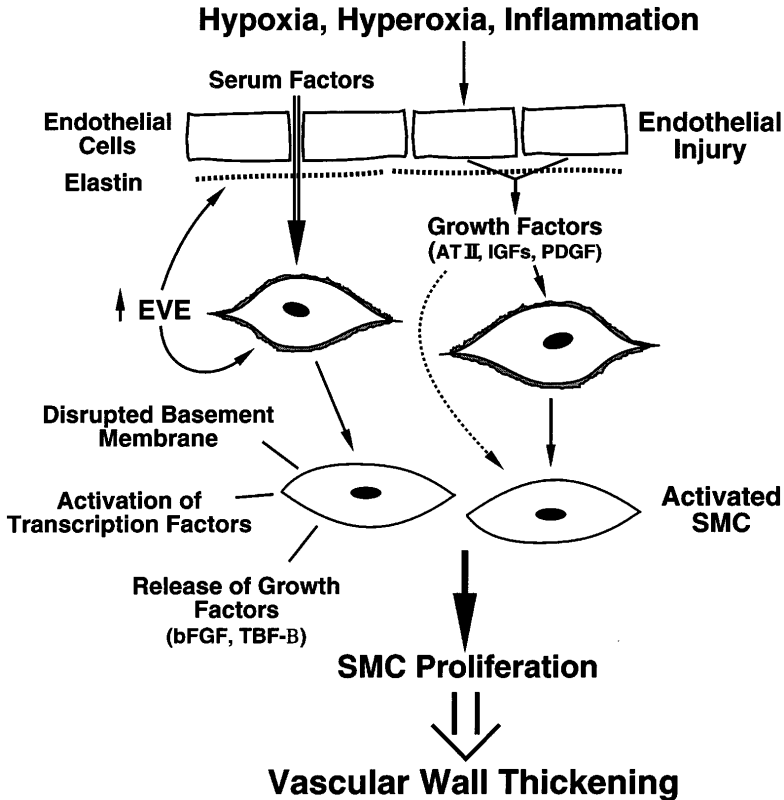 Hypoxia, Hyperoxia, Inflammation
Serum Factors
Endothelial
Cells
Endothelial
Injury
Elastin
Growth Factors
(AT II, IGFs, PDGF)
EVE
Disrupted Basement
Membrane
Activation of
Transcription Factors
Activated
SMC
Release of Growth
Factors
(bFGF, TBF-B)
SMC Proliferation
Vascular Wall Thickening